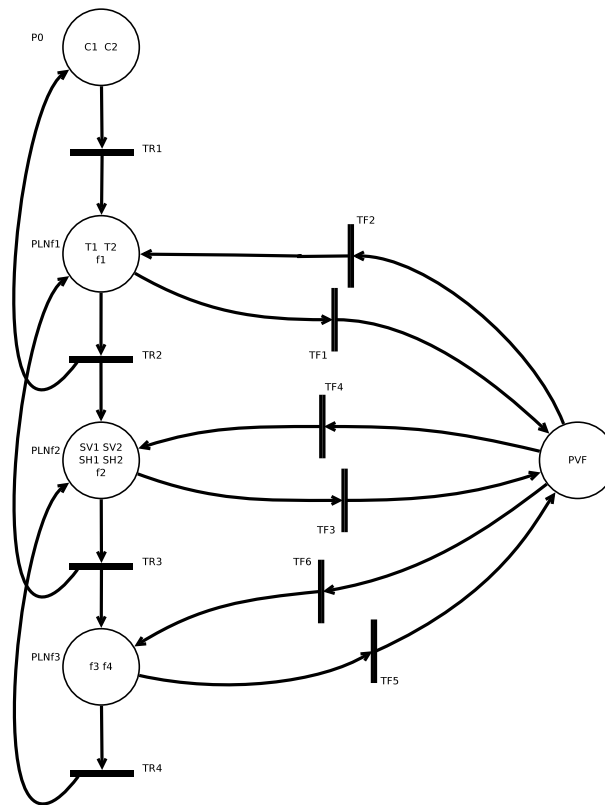 P0
C1 C2
TR1
TF2
PLNf1
T1 T2
f1
TF1
TR2
TF4
PLNf2
SV1 SV2
SH1 SH2
f2
PVF
TF3
TR3
TF6
PLNf3
f3 f4
TF5
TR4